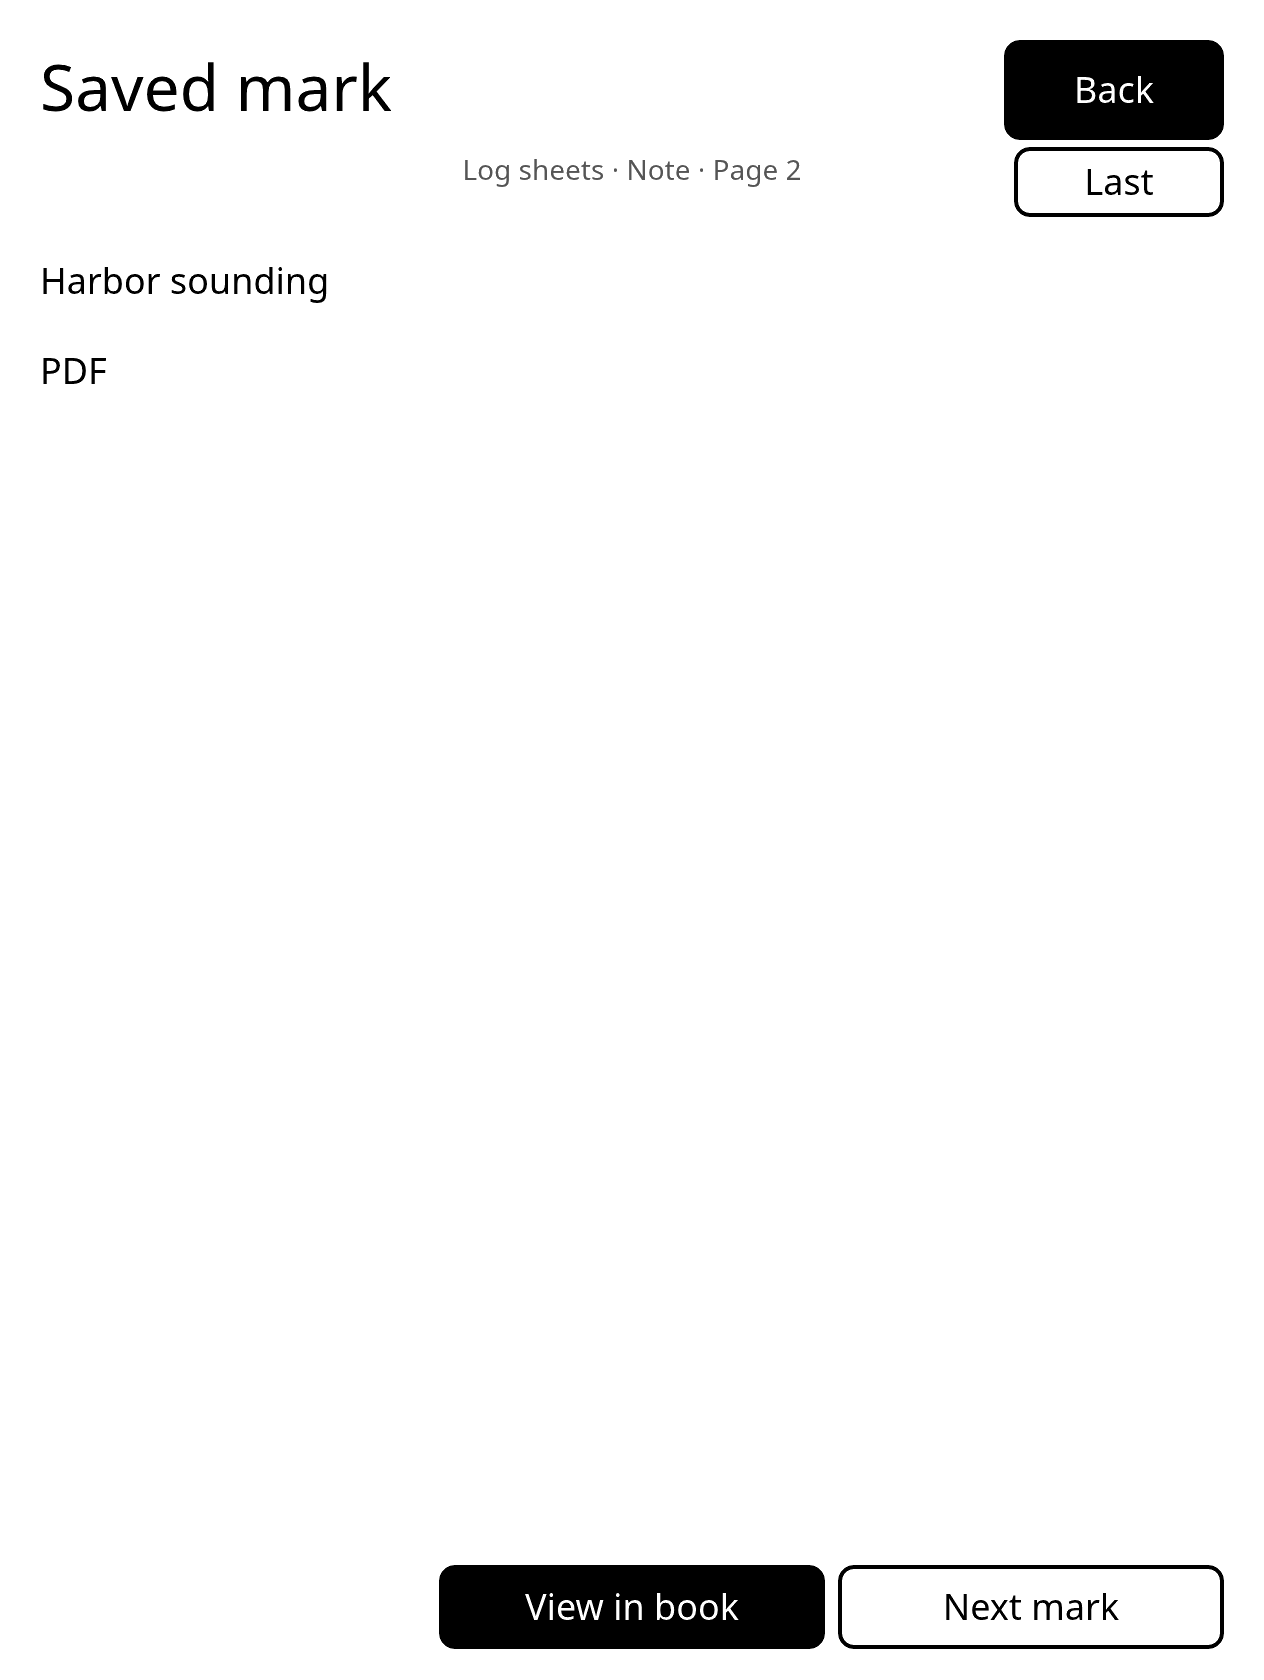 Saved mark
Back
Log sheets · Note · Page 2
Last
Harbor sounding
PDF
View in book
Next mark